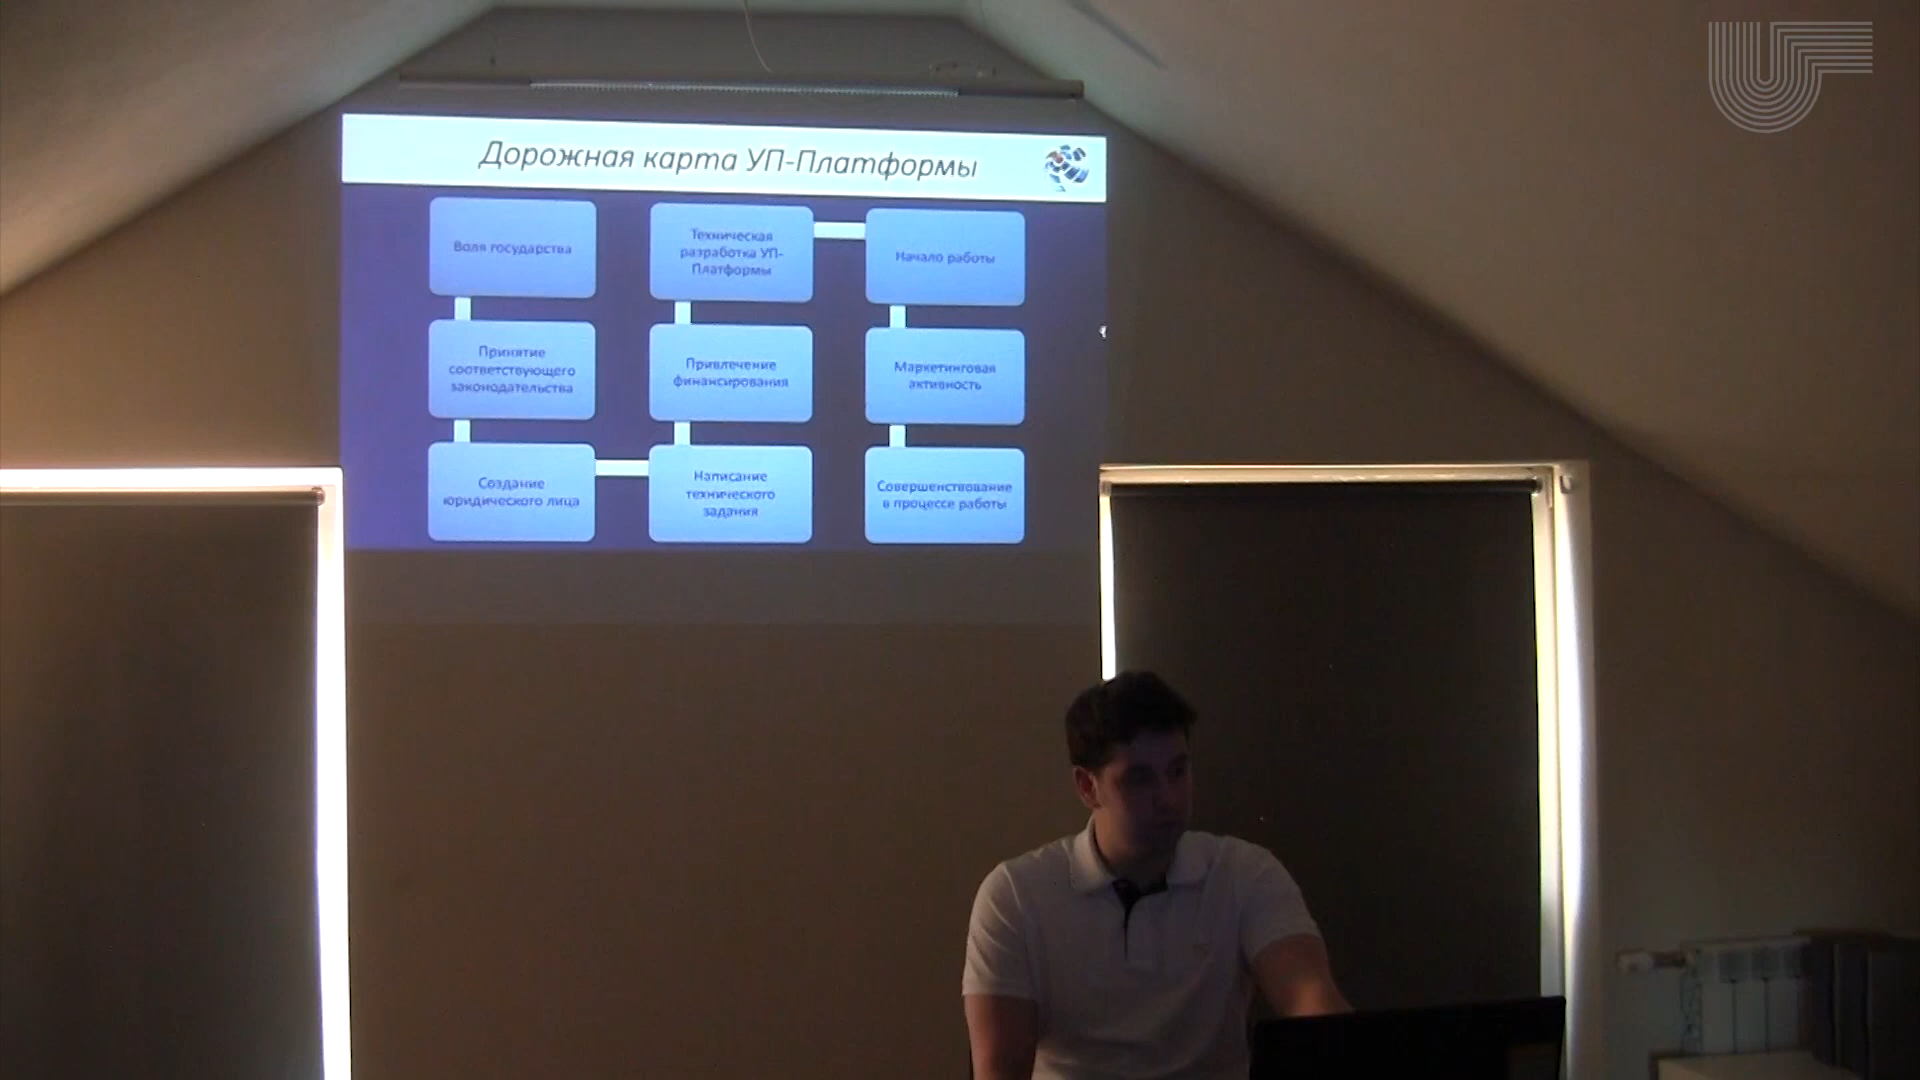 Дорожная карта УП-Платформы
Воля государства
Принятие
соответствующего
законодательства
Создание
юридического лица
Написание
технического
задания
Привлечение
финансирования
Техническая
разработка УП-
Платформы
Начало работы
Маркетинговая
активность
Совершенствование
в процессе работы